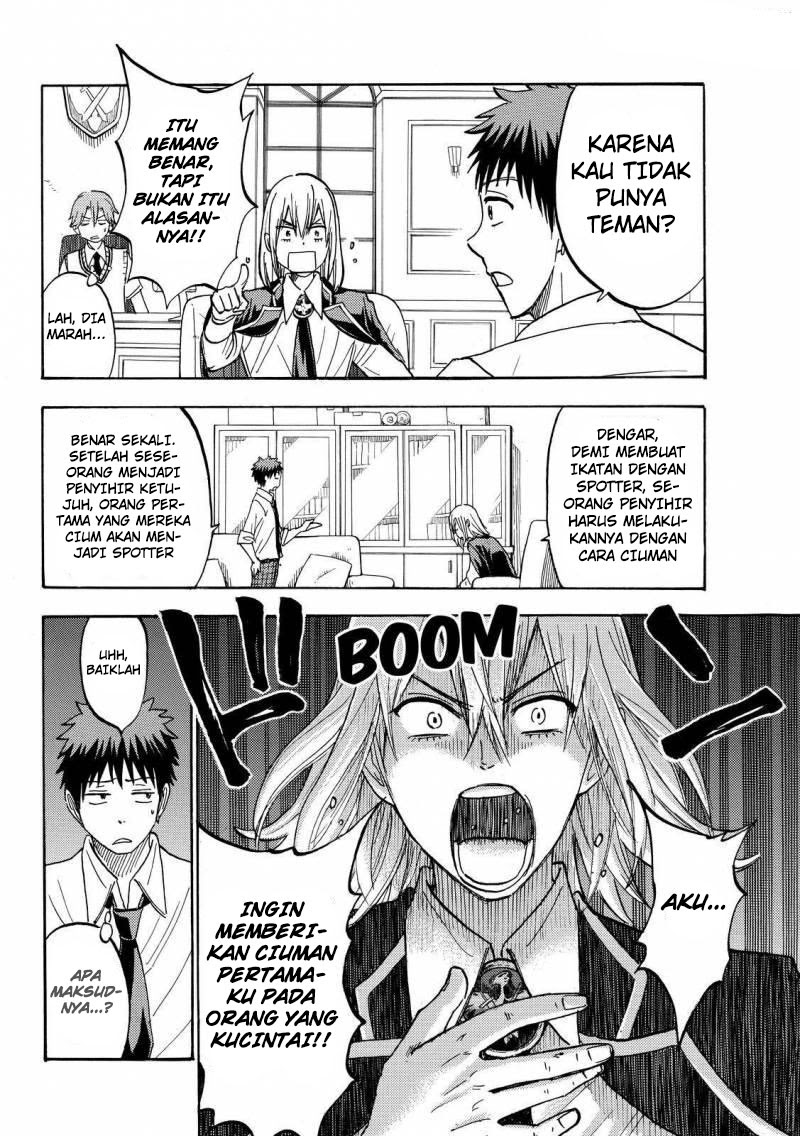 KARENA
KAU TIDAK
PUNYA
TEMAN?
ITU
MEMANG
BENAR,
TAPI
BUKAN ITU
ALASAN-
NYA!!
LAH, DIA
MARAH...
DENGAR,
DEMI MEMBUAT
IKATAN DENGAN
SPOTTER, SE-
ORANG PENYIHIR
HARUS MELAKU-
KANNYA DENGAN
CARA CIUMAN
BENAR SEKALI.
SETELAH SESE-
ORANG MENJADI
PENYIHIR KETU-
JUH, ORANG PER-
TAMA YANG MEREKA
CIUM AKAN MEN-
JADI SPOTTER
ドン
BOOM
AKU...
INGIN
MEMBERI-
KAN CIUMAN
PERTAMA-
KU PADA
ORANG YANG
KUCINTAI!!
UHH,
BAIKLAH
APA
MAKSUD-
NYA...?